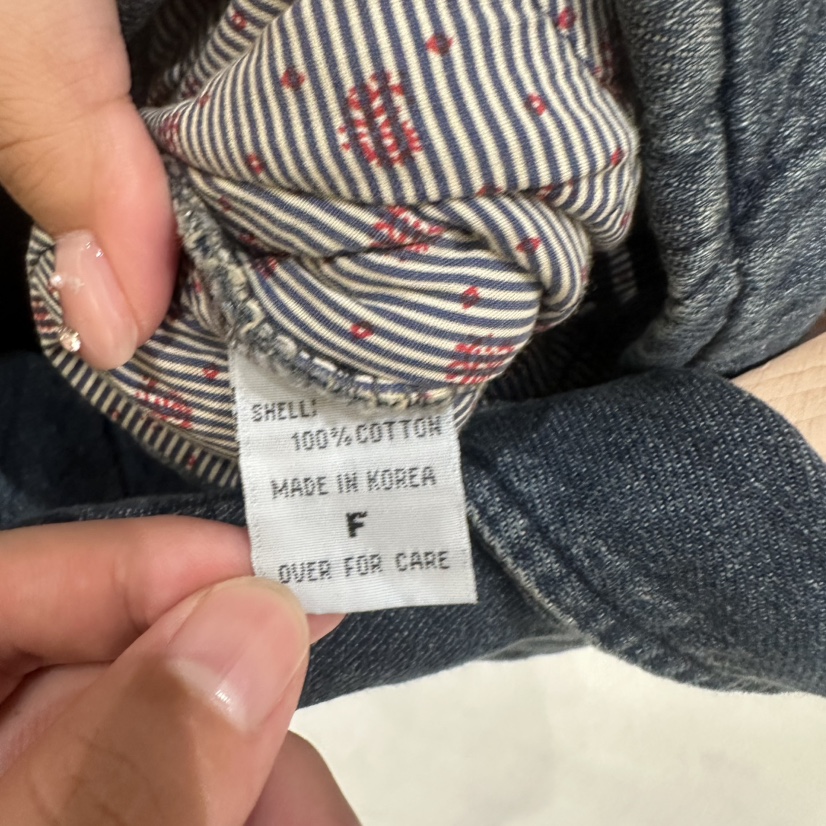 SHELL:
100% COTTON
MADE IN KOREA
F
OVER FOR CARE